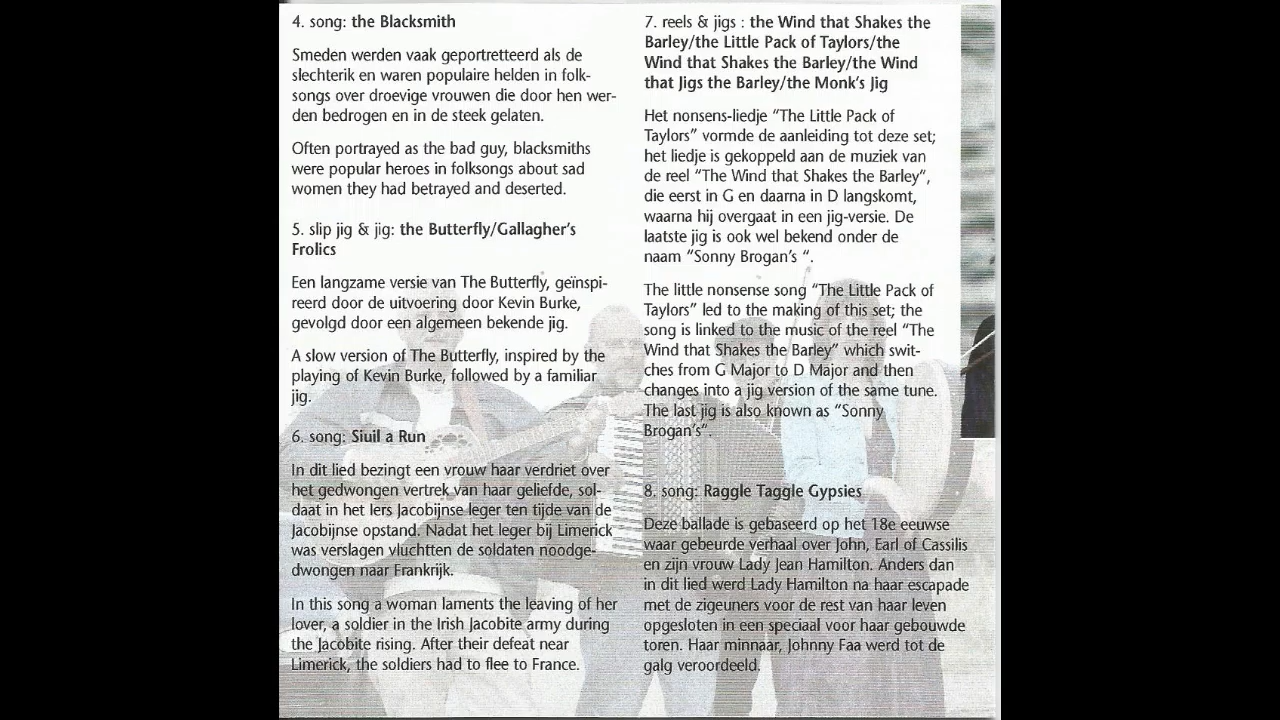 4. song: the Blacksmith
Smeden waren vaak de spreekwoordelijke
slechterikken waren en menig liedje in de folk-
muziek bezingt de vrouwen die door hen wer-
den bedrogen en in de steek gelaten.
Often cast as the bad guy, blacksmiths
were prominent in many songs about sad
women they had betrayed and deserted.
5. slip jig en jig: the Butterfly/Gallagher's
Frolics
Een langzame versie van de Butterfly, geïnspi-
reerd door de uitvoering door Kevin Burke,
gevolgd door een algemeen bekende jig.
A slow version of The Butterfly, inspired by the
playing of Kevin Burke, followed by a familiar
jig.
6. song: Siúil a Run
In dit lied bezingt een vrouw haar verdriet over
het gedwongen vertrek van haar geliefde, sol-
daat in het Iers Jacobijnse leger ten tijde van de
Jacobijnse opstand. Nadat het leger bij Limerick
was verslagen vluchtten de soldaten noodge-
dwongen naar Frankrijk.
In this song a woman laments the leaving of her
lover, a soldier in the Irish Jacobite army during
the Jacobite rising. After their defeat near
Limerick, the soldiers had to flee to France.
7. reel en jigs : the Wind that Shakes the
Barley/the Little Pack of Taylors/the
Wind that Shakes the Barley/the Wind
that Jigs the Barley/the Stolyk's Jig
Het nonsens-liedje “The Little Pack of
Taylors” vormde de aanleiding tot deze set;
het lied is gekoppeld aan de muziek van
de reel “The Wind that Shakes the Barley”,
die eerst in G en daarna in D langskomt,
waarna hij overgaat in een jig-versie. De
laatste jig is ook wel bekend onder de
naam “Sonny Brogan's “.
The little nonsense song “The Little Pack of
Taylors” led to the making of this set; the
song is linked to the music of the reel “The
Wind that Shakes the Barley” which swit-
ches from G Major to D Major and then
changes into a jig version of the same tune.
The last jig is also known as “Sonny
Brogan's”.
8. song: Raggle Taggle Gypsies
Deze ballade is gebaseerd op het 18e eeuwse
waar gebeurde verhaal over John, Earl of Cassilis
en zijn vrouw Lady Jean Hamilton. Anders dan
in dit lied werd Lady Hamilton na haar escapade
met de zigeuners voor de rest van haar leven
opgesloten in een speciaal voor haar gebouwde
toren. Haar minnaar, Johnny Faa werd tot de
galg veroordeeld.